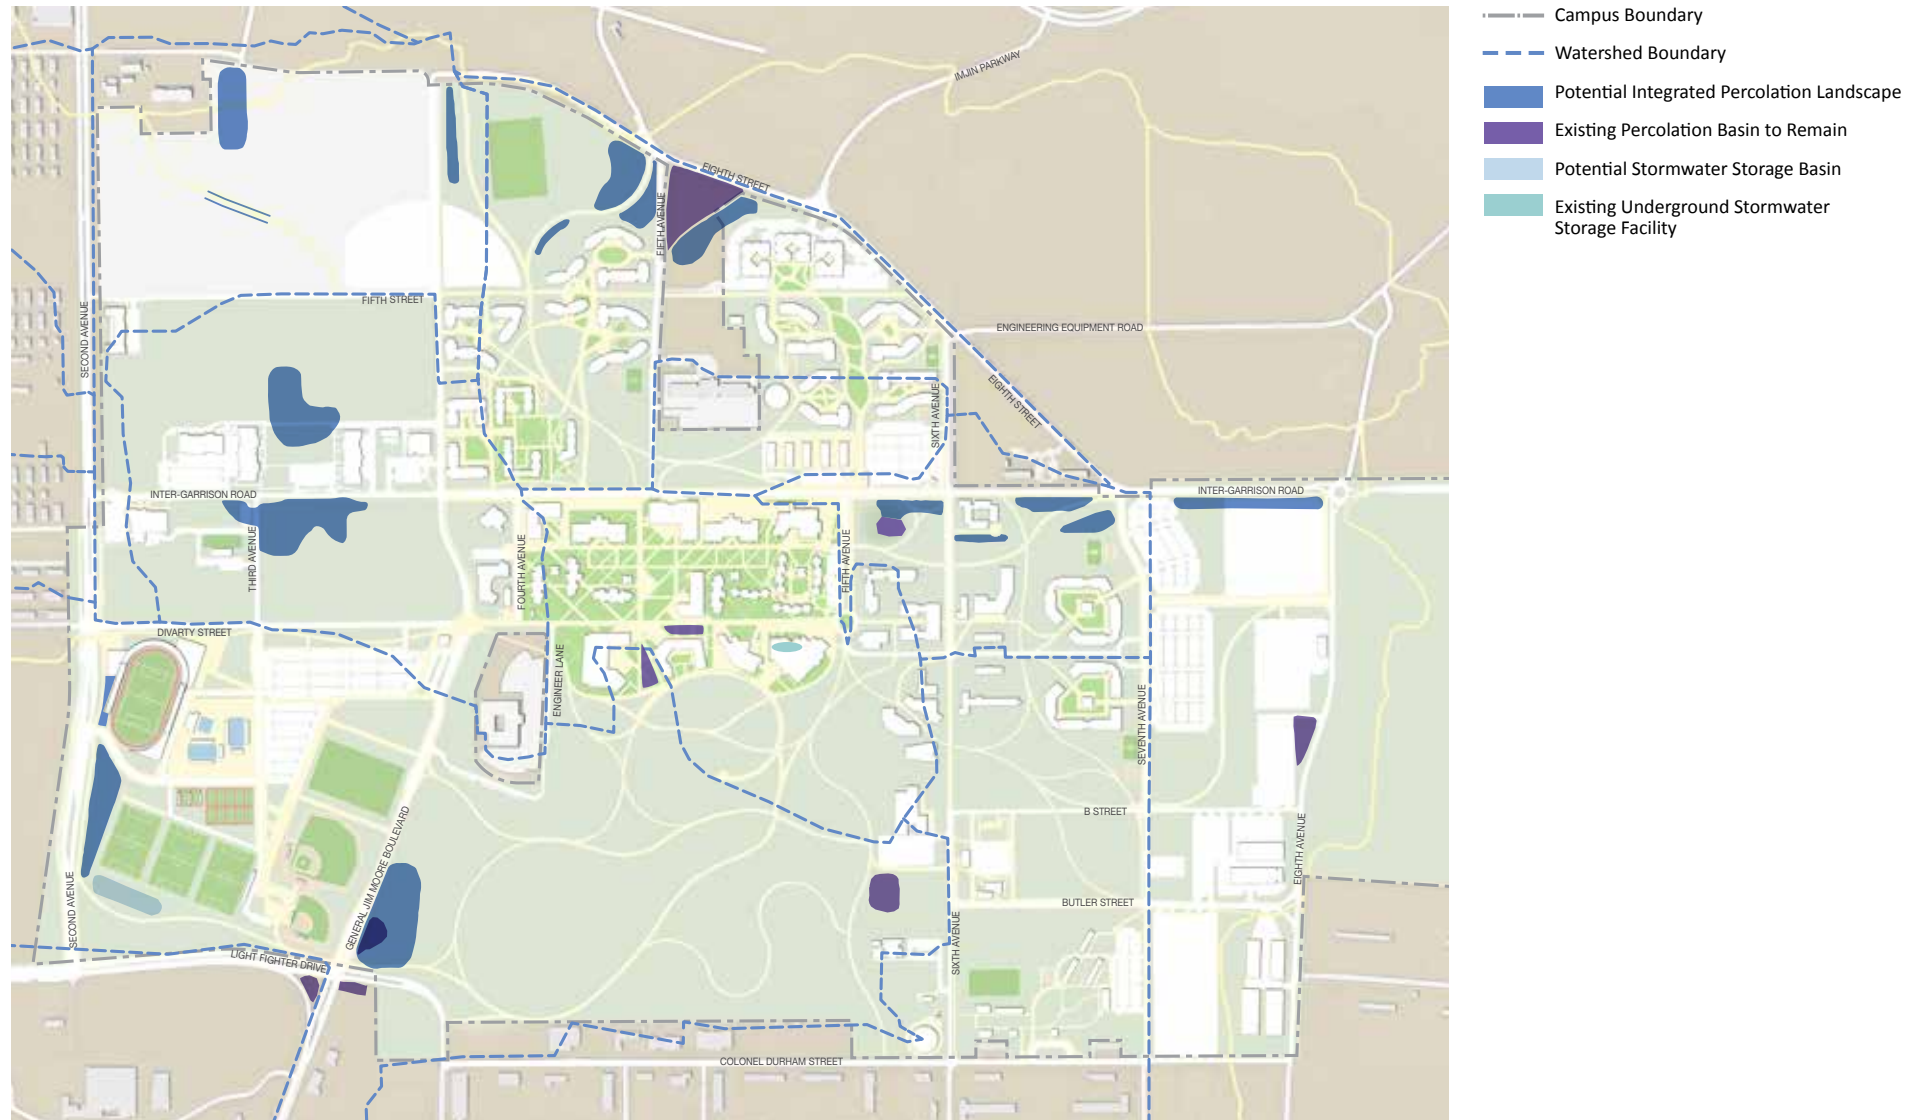 Campus Boundary
Watershed Boundary
Potential Integrated Percolation Landscape
Existing Percolation Basin to Remain
Potential Stormwater Storage Basin
Existing Underground Stormwater
Storage Facility
IMJIN PARKWAY
EIGHTH STREET
FIFTH AVENUE
FIFTH STREET
SECOND AVENUE
ENGINEERING EQUIPMENT ROAD
EIGHTH STREET
SIXTH AVENUE
INTER-GARRISON ROAD
INTER-GARRISON ROAD
THIRD AVENUE
FOURTH AVENUE
FIFTH AVENUE
DIVARTY STREET
ENGINEER LANE
SEVENTH AVENUE
B STREET
GENERAL JIM MOORE BOULEVARD
EIGHTH AVENUE
SECOND AVENUE
BUTLER STREET
SIXTH AVENUE
LIGHT FIGHTER DRIVE
COLONEL DURHAM STREET